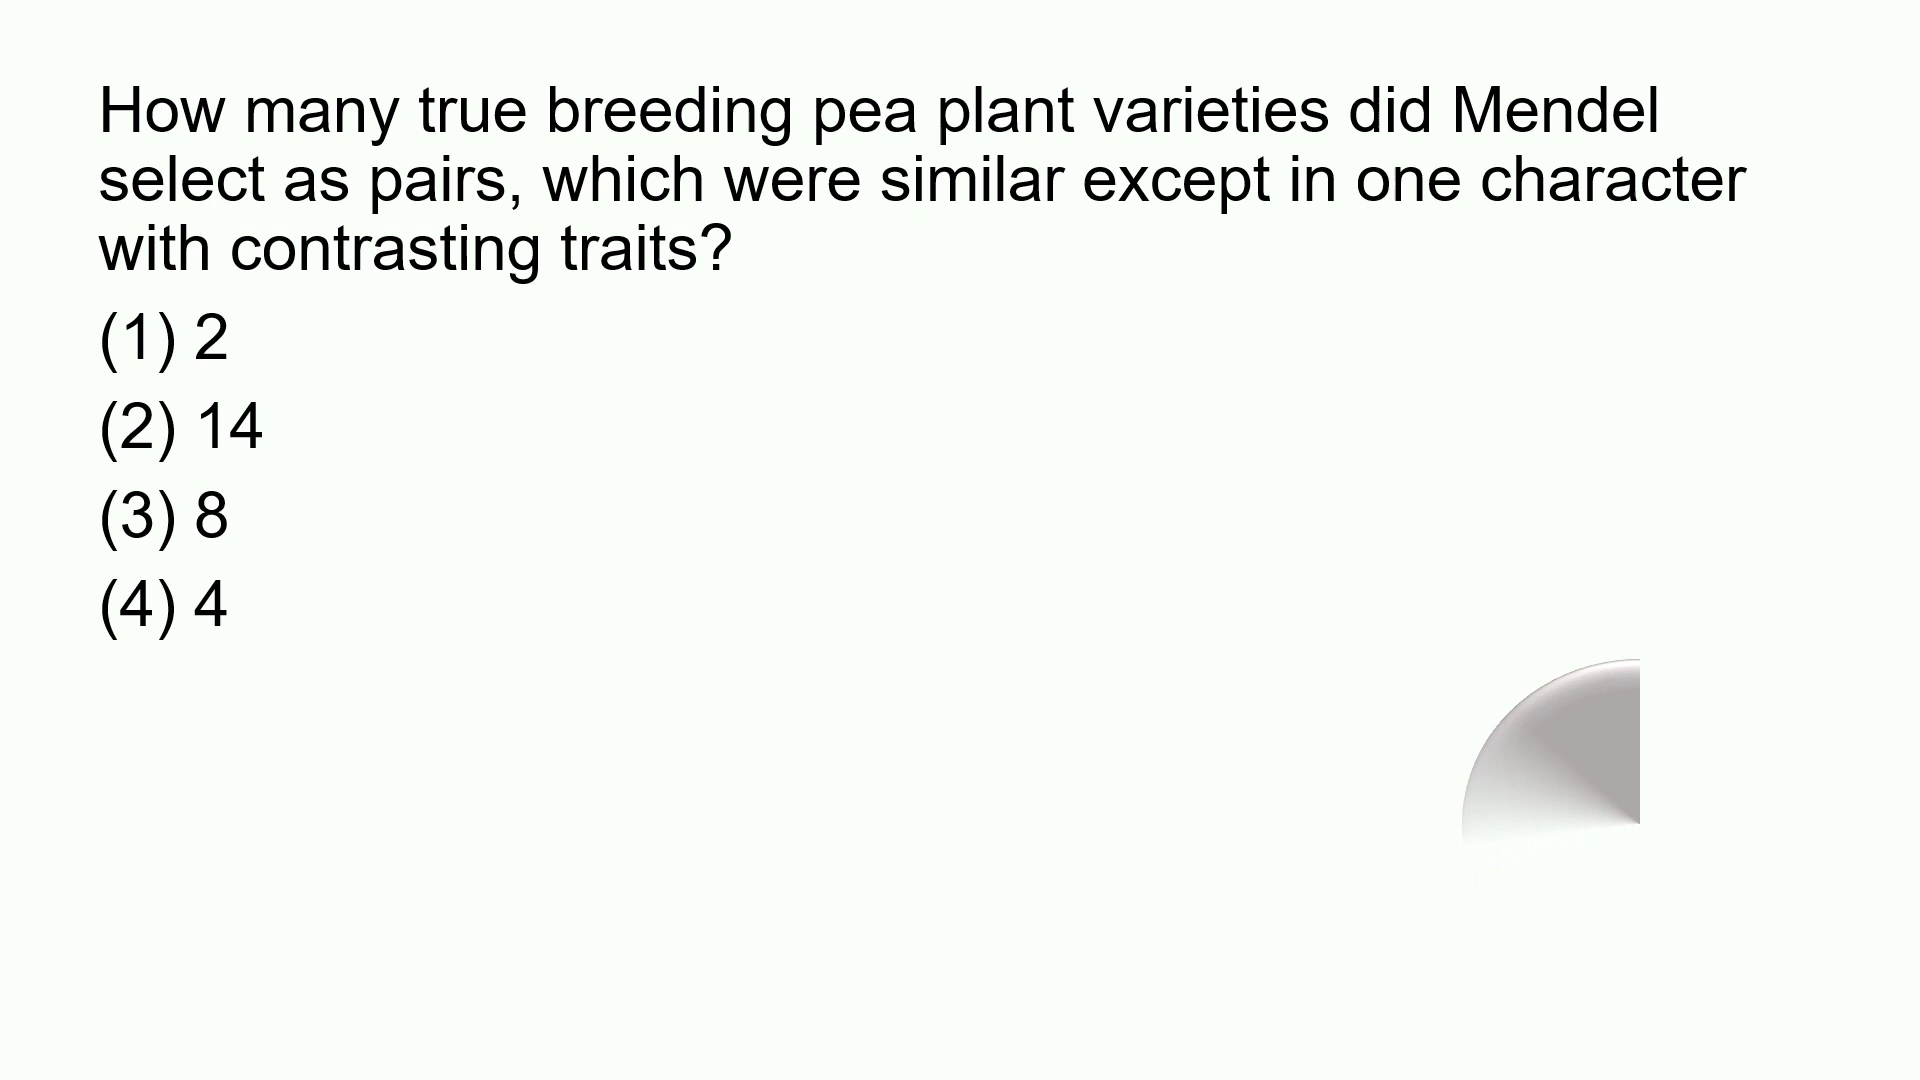 How many true breeding pea plant varieties did Mendel
select as pairs, which were similar except in one character
with contrasting traits?
(1) 2
(2) 14
(3) 8
(4) 4